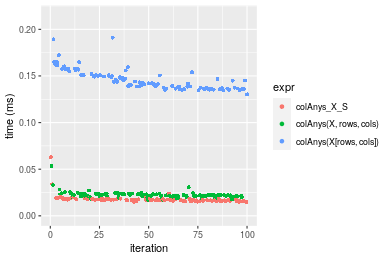 0.20
0.15
0.10
0.05
0.00
time (ms)
0
25
50
75
100
iteration
expr
colAnys_X_S
colAnys(X, rows, cols)
colAnys(X[rows, cols])